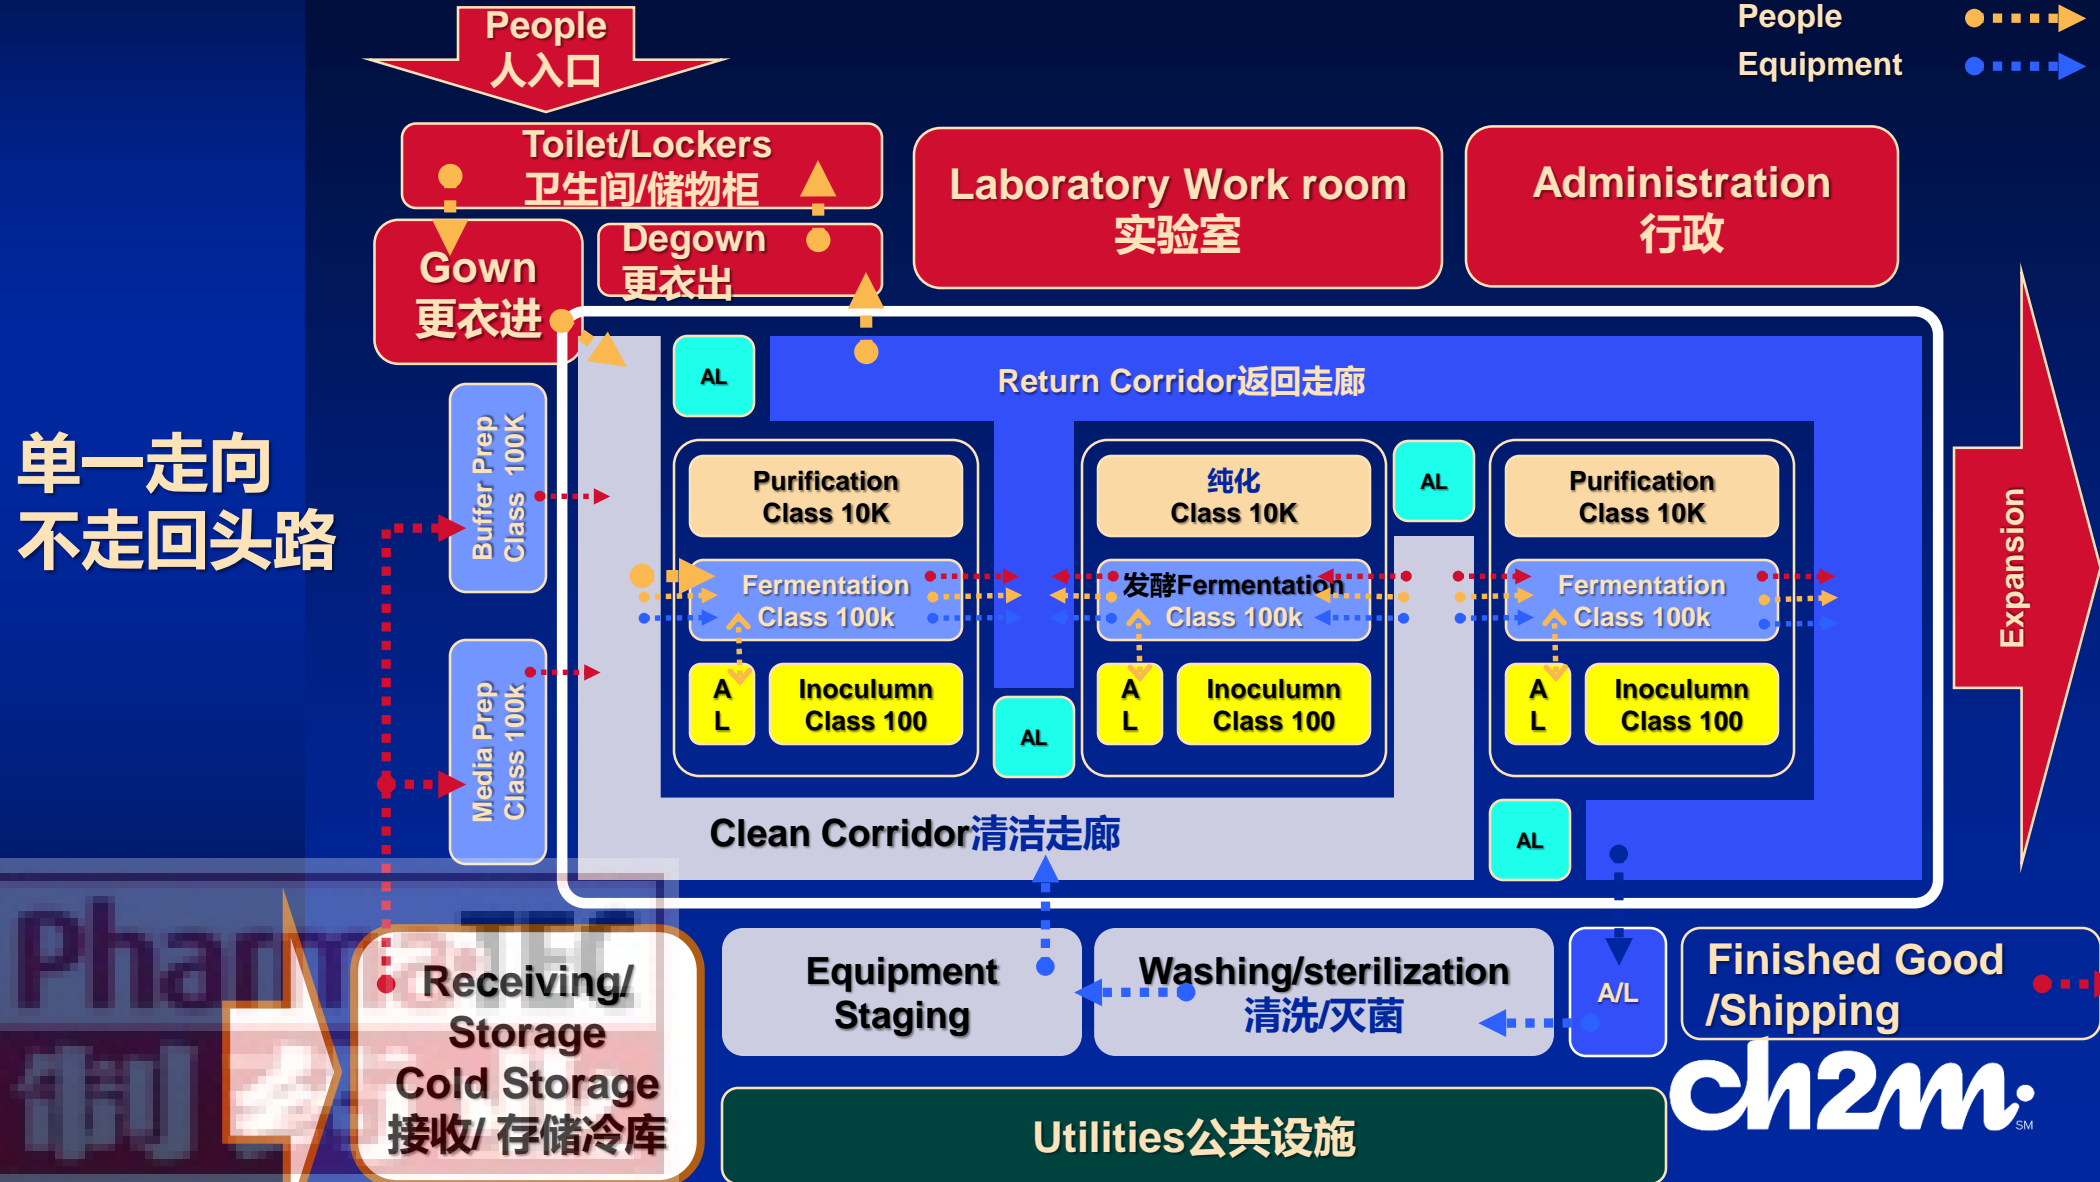 People
人入口
People
Equipment
Toilet/Lockers
卫生间/储物柜
Laboratory Work room
实验室
Administration
行政
Gown
更衣进
Degown
更衣出
AL
Return Corridor返回走廊
单一走向
不走回头路
Buffer Prep
Class 100K
Purification
Class 10K
纯化
Class 10K
AL
Purification
Class 10K
Fermentation
Class 100k
发酵Fermentation
Class 100k
Fermentation
Class 100k
Expansion
Media Prep
Class 100k
A
L
Inoculumn
Class 100
AL
A
L
Inoculumn
Class 100
A
L
Inoculumn
Class 100
Clean Corridor清洁走廊
AL
Pharma TEC
制药
Receiving/
Storage
Cold Storage
接收/ 存储冷库
Equipment
Staging
Washing/sterilization
清洗/灭菌
A/L
Finished Good
/Shipping
Utilities公共设施
ch2m
SM